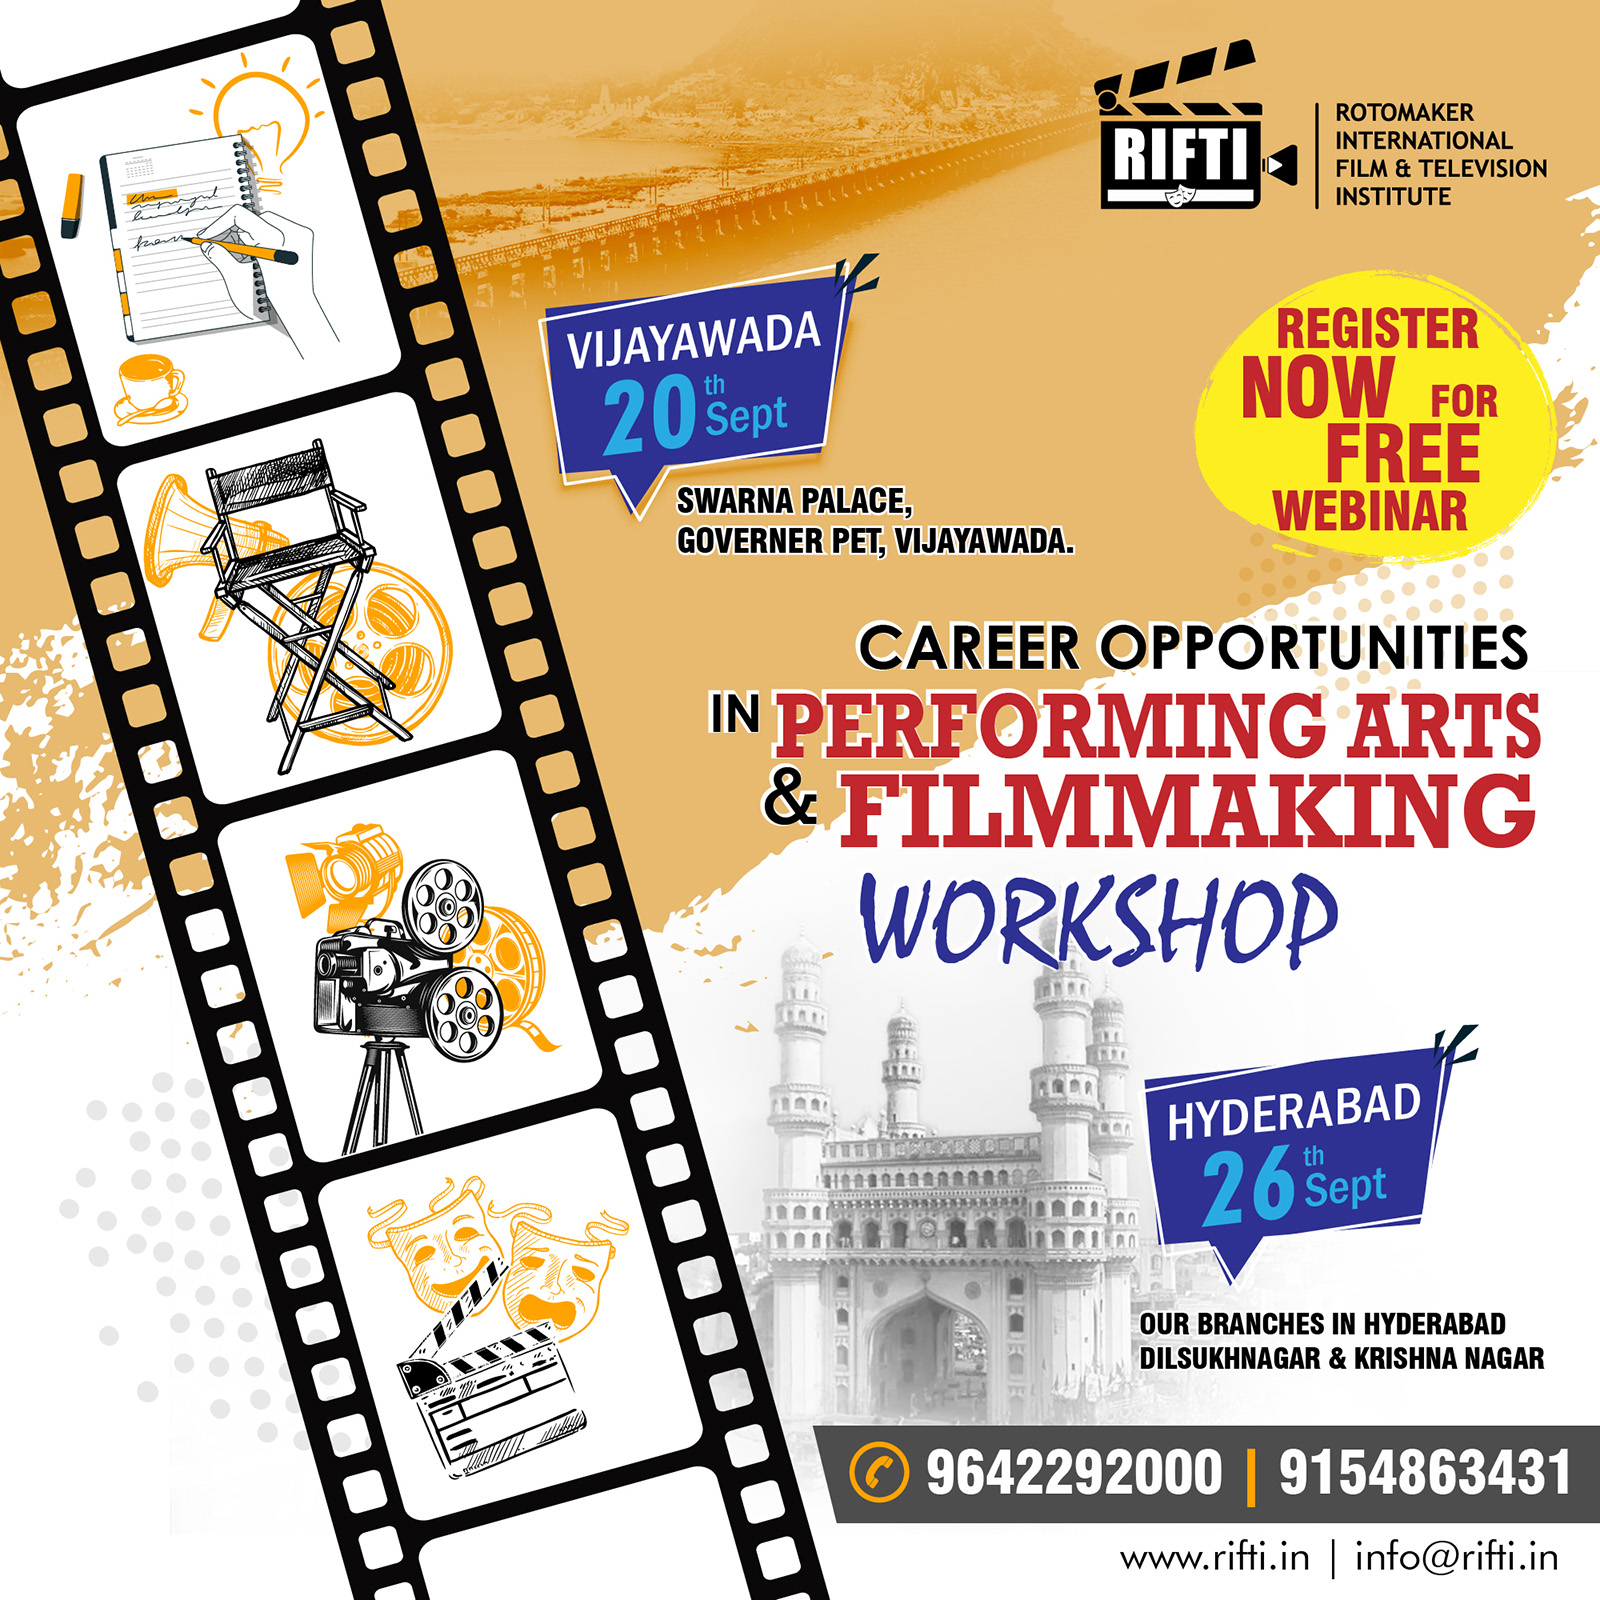 RIFTI
ROTOMAKER
INTERNATIONAL
FILM & TELEVISION
INSTITUTE
VIJAYAWADA
20th Sept
SWARNA PALACE,
GOVERNER PET, VIJAYAWADA.
REGISTER
NOW FOR
FREE
WEBINAR
CAREER OPPORTUNITIES
IN PERFORMING ARTS
& FILMMAKING
WORKSHOP
HYDERABAD
26th Sept
OUR BRANCHES IN HYDERABAD
DILSUKHNAGAR & KRISHNA NAGAR
9642292000 | 9154863431
www.rifti.in | info@rifti.in